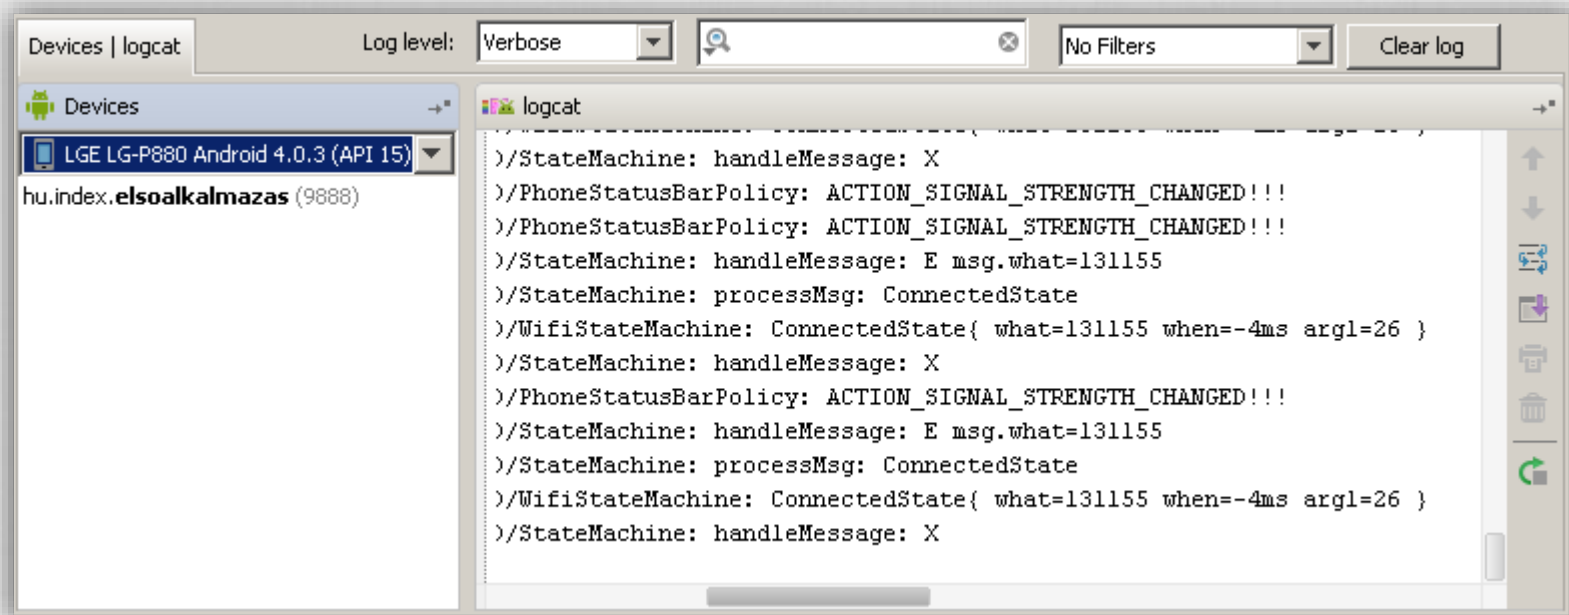 Devices | logcat
Log level:
Verbose
No Filters
Clear log
Devices
LGE LG-P880 Android 4.0.3 (API 15)
hu.index.elsoalkalmazas (9888)
logcat
)/StateMachine: handleMessage: X
)/PhoneStatusBarPolicy: ACTION_SIGNAL_STRENGTH_CHANGED!!!
)/PhoneStatusBarPolicy: ACTION_SIGNAL_STRENGTH_CHANGED!!!
)/StateMachine: handleMessage: E msg.what=131155
)/StateMachine: processMsg: ConnectedState
)/WifiStateMachine: ConnectedState{ what=131155 when=-4ms arg1=26 }
)/StateMachine: handleMessage: X
)/PhoneStatusBarPolicy: ACTION_SIGNAL_STRENGTH_CHANGED!!!
)/StateMachine: handleMessage: E msg.what=131155
)/StateMachine: processMsg: ConnectedState
)/WifiStateMachine: ConnectedState{ what=131155 when=-4ms arg1=26 }
)/StateMachine: handleMessage: X